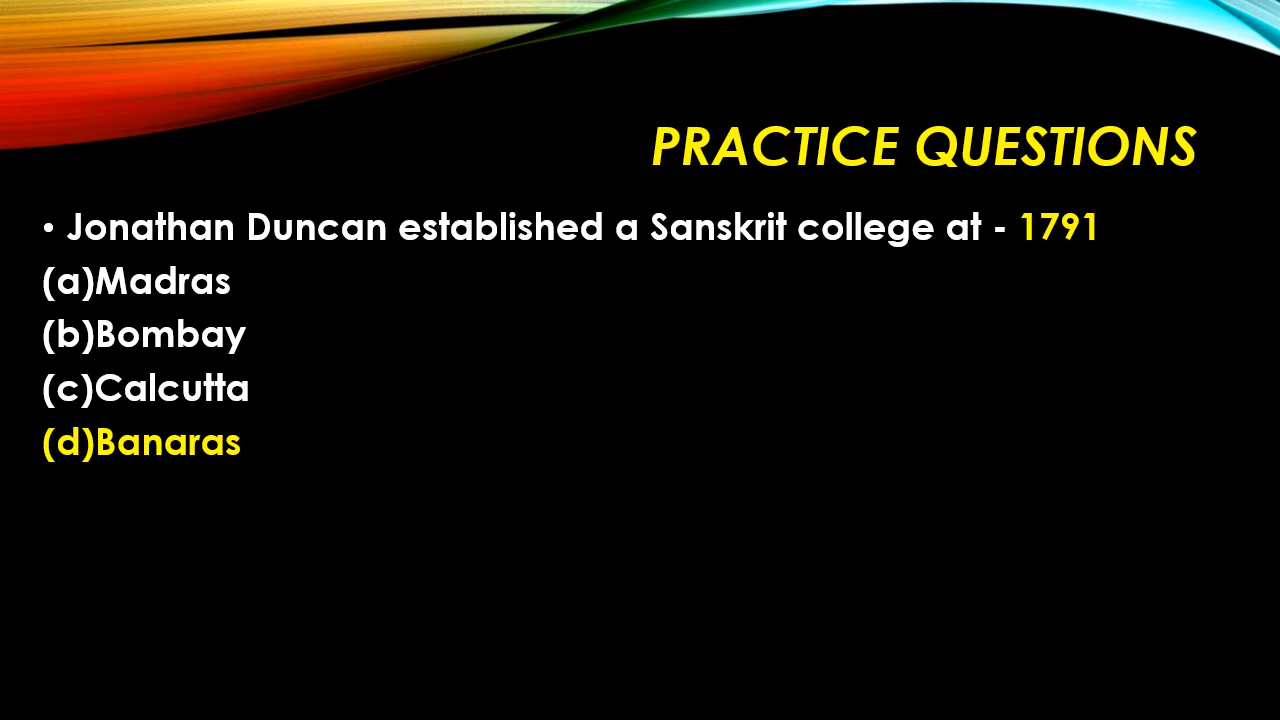 PRACTICE QUESTIONS
• Jonathan Duncan established a Sanskrit college at - 1791
(a)Madras
(b)Bombay
(c)Calcutta
(d)Banaras